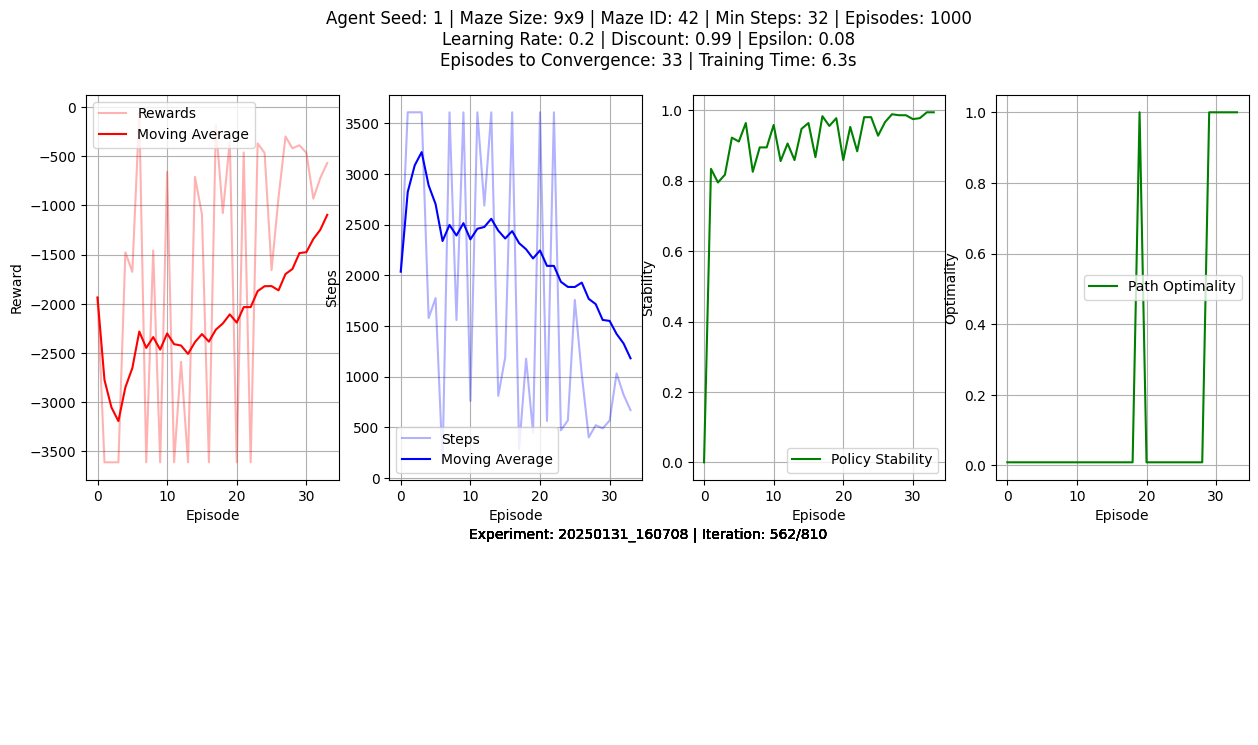 Agent Seed: 1 | Maze Size: 9x9 | Maze ID: 42 | Min Steps: 32 | Episodes: 1000
Learning Rate: 0.2 | Discount: 0.99 | Epsilon: 0.08
Episodes to Convergence: 33 | Training Time: 6.3s
Reward
0
−500
−1000
−1500
−2000
−2500
−3000
−3500
Rewards
Moving Average
0
10
20
30
Episode
Steps
3500
3000
2500
2000
1500
1000
500
0
Steps
Moving Average
0
10
20
30
Episode
Stability
1.0
0.8
0.6
0.4
0.2
0.0
Policy Stability
0
10
20
30
Episode
Optimality
1.0
0.8
0.6
0.4
0.2
0.0
Path Optimality
0
10
20
30
Episode
Experiment: 20250131_160708 | Iteration: 562/810